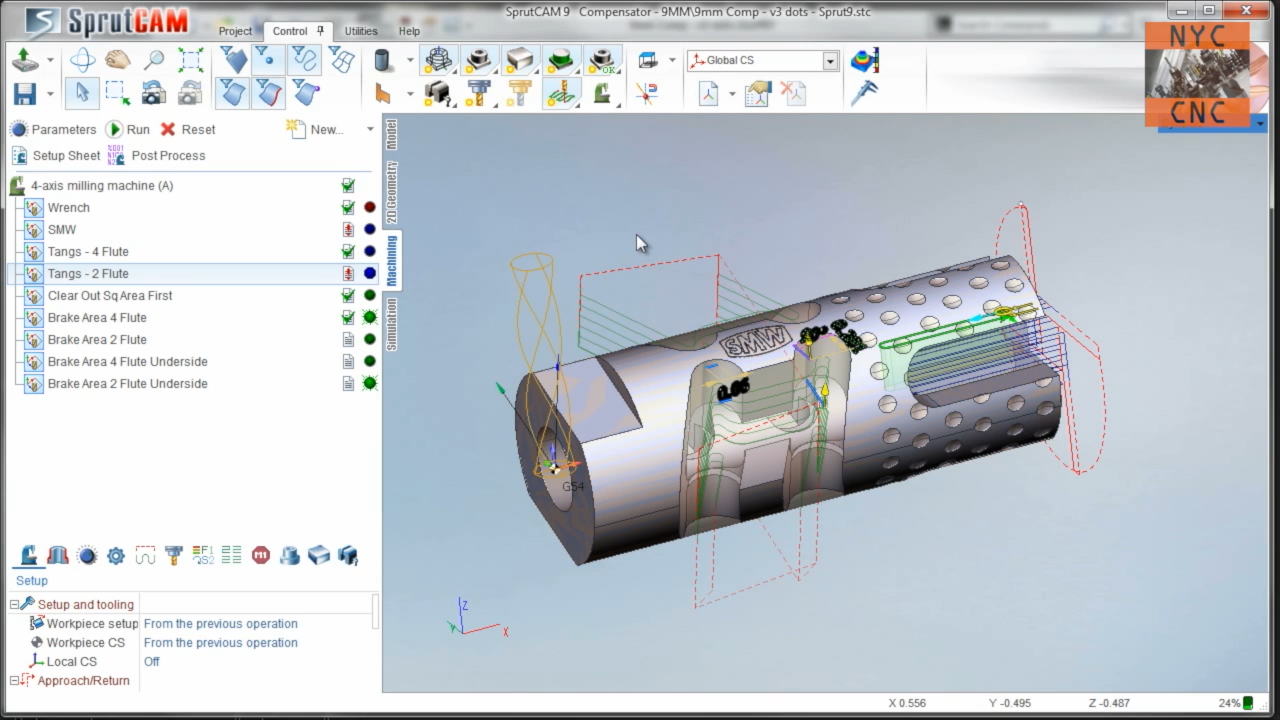 SprutCAM 9 Compensator - 9MM\9mm Comp - v3 dots - Sprut9.stc
SprutCAM
Project Control Utilities Help
Global CS
OK
NYC
CNC
Parameters Run Reset New...
Setup Sheet Post Process
4-axis milling machine (A)
Wrench
SMW
Tangs - 4 Flute
Tangs - 2 Flute
Clear Out Sq Area First
Brake Area 4 Flute
Brake Area 2 Flute
Brake Area 4 Flute Underside
Brake Area 2 Flute Underside
Model
2D Geometry
Machining
Simulation
SMW
G54
Z
Y
X
M1
Setup
Setup and tooling
Workpiece setup From the previous operation
Workpiece CS From the previous operation
Local CS Off
Approach/Return
X 0.556 Y -0.495 Z -0.487 24%